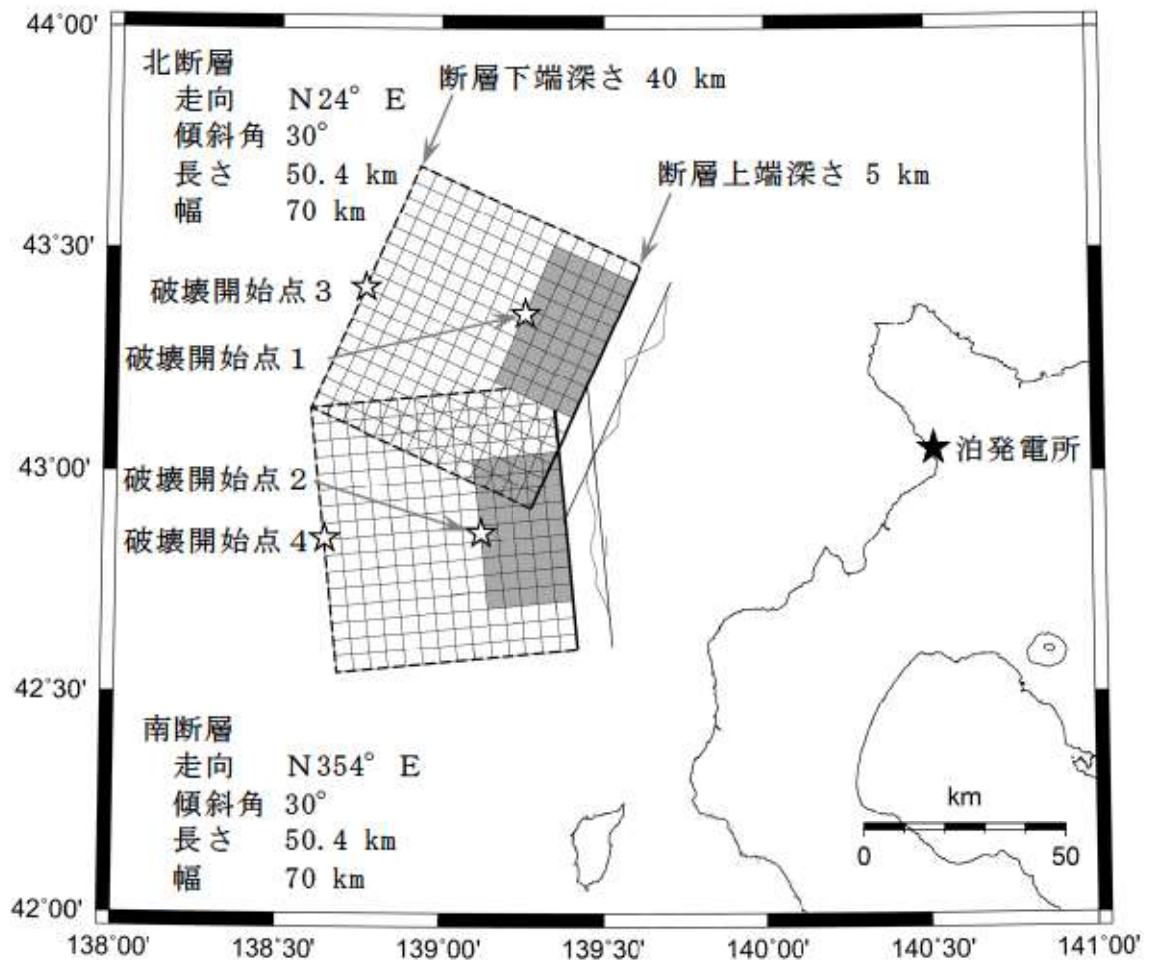 44°00'
北断層
走向 N24° E
傾斜角 30°
長さ 50.4 km
幅 70 km
断層下端深さ 40 km
断層上端深さ 5 km
43°30'
破壊開始点3
破壊開始点1
43°00'
泊発電所
破壊開始点2
破壊開始点4
42°30'
南断層
走向 N354° E
傾斜角 30°
長さ 50.4 km
幅 70 km
km
0 50
42°00'
138°00' 138°30' 139°00' 139°30' 140°00' 140°30' 141°00'